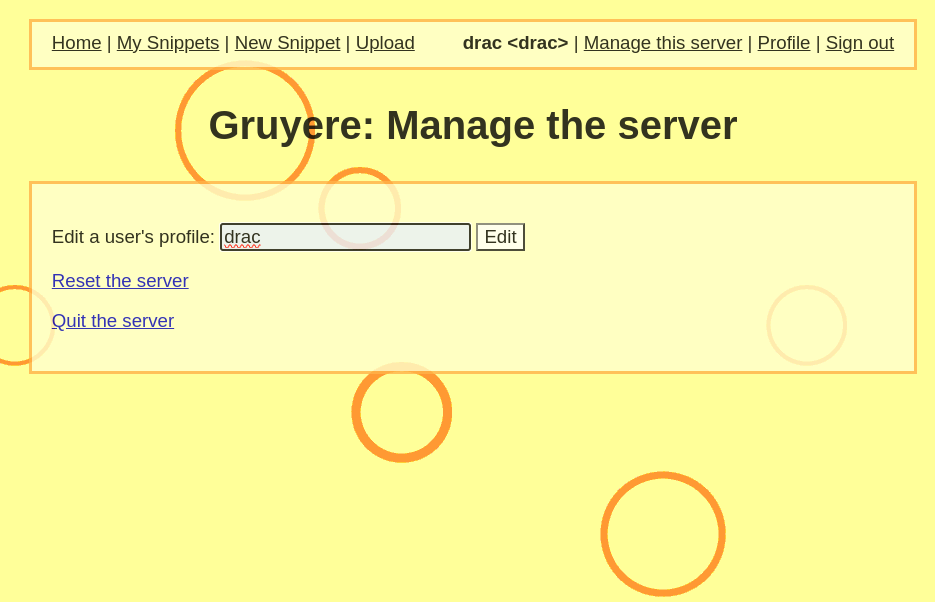 Home | My Snippets | New Snippet | Upload drac <drac> | Manage this server | Profile | Sign out
Gruyere: Manage the server
Edit a user's profile: drac Edit
Reset the server
Quit the server